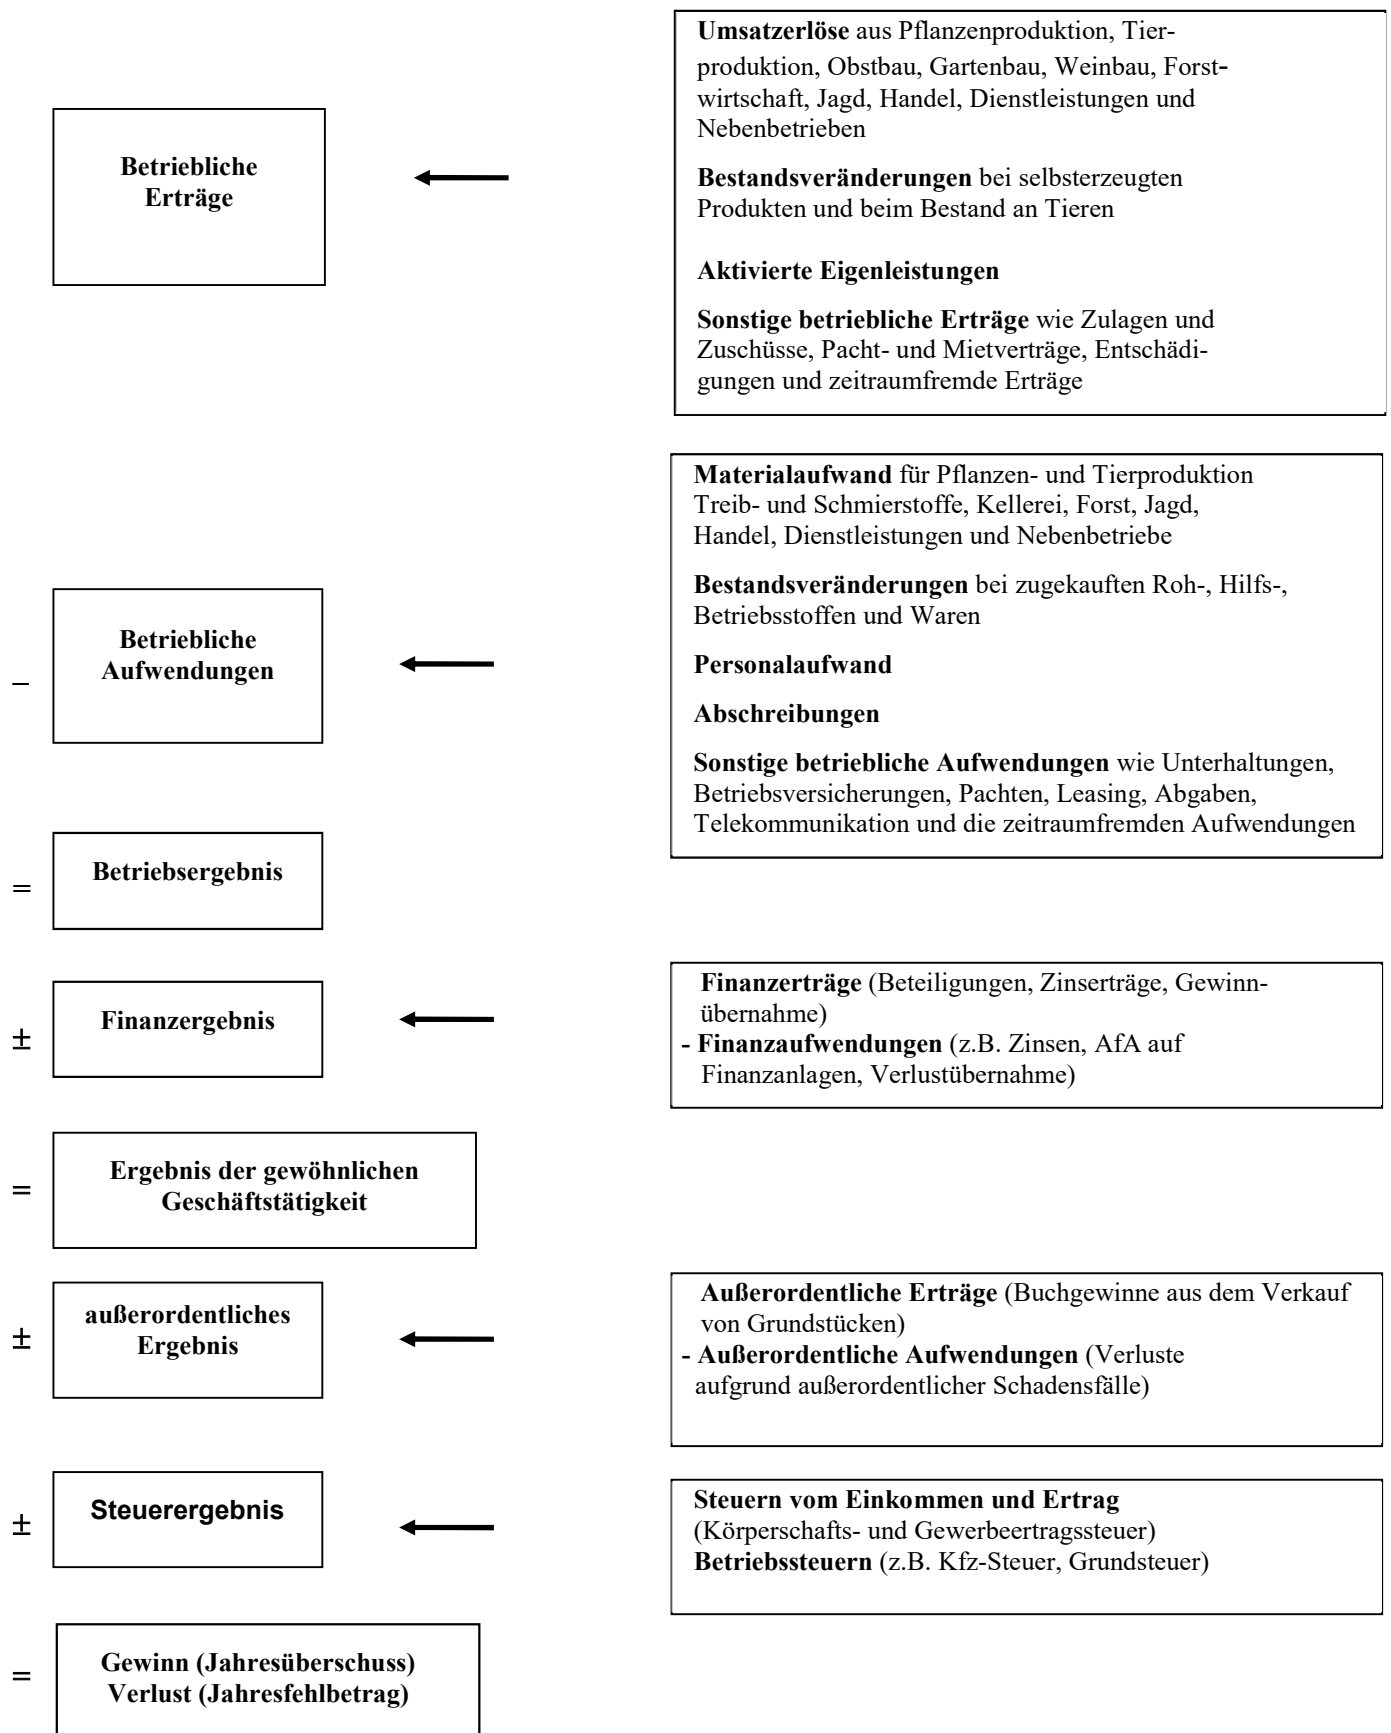 Umsatzerlöse aus Pflanzenproduktion, Tier-
produktion, Obstbau, Gartenbau, Weinbau, Forst-
wirtschaft, Jagd, Handel, Dienstleistungen und
Nebenbetrieben
Betriebliche
Erträge
Bestandsveränderungen bei selbsterzeugten
Produkten und beim Bestand an Tieren
Aktivierte Eigenleistungen
Sonstige betriebliche Erträge wie Zulagen und
Zuschüsse, Pacht- und Mietverträge, Entschädi-
gungen und zeitraumfremde Erträge
Materialaufwand für Pflanzen- und Tierproduktion
Treib- und Schmierstoffe, Kellerei, Forst, Jagd,
Handel, Dienstleistungen und Nebenbetriebe
Bestandsveränderungen bei zugekauften Roh-, Hilfs-,
Betriebsstoffen und Waren
–
Betriebliche
Aufwendungen
Personalaufwand
Abschreibungen
Sonstige betriebliche Aufwendungen wie Unterhaltungen,
Betriebsversicherungen, Pachten, Leasing, Abgaben,
Telekommunikation und die zeitraumfremden Aufwendungen
=
Betriebsergebnis
±
Finanzergebnis
Finanzerträge (Beteiligungen, Zinserträge, Gewinn-
übernahme)
- Finanzaufwendungen (z.B. Zinsen, AfA auf
Finanzanlagen, Verlustübernahme)
=
Ergebnis der gewöhnlichen
Geschäftstätigkeit
±
außerordentliches
Ergebnis
Außerordentliche Erträge (Buchgewinne aus dem Verkauf
von Grundstücken)
- Außerordentliche Aufwendungen (Verluste
aufgrund außerordentlicher Schadensfälle)
±
Steuerergebnis
Steuern vom Einkommen und Ertrag
(Körperschafts- und Gewerbeertragssteuer)
Betriebssteuern (z.B. Kfz-Steuer, Grundsteuer)
=
Gewinn (Jahresüberschuss)
Verlust (Jahresfehlbetrag)